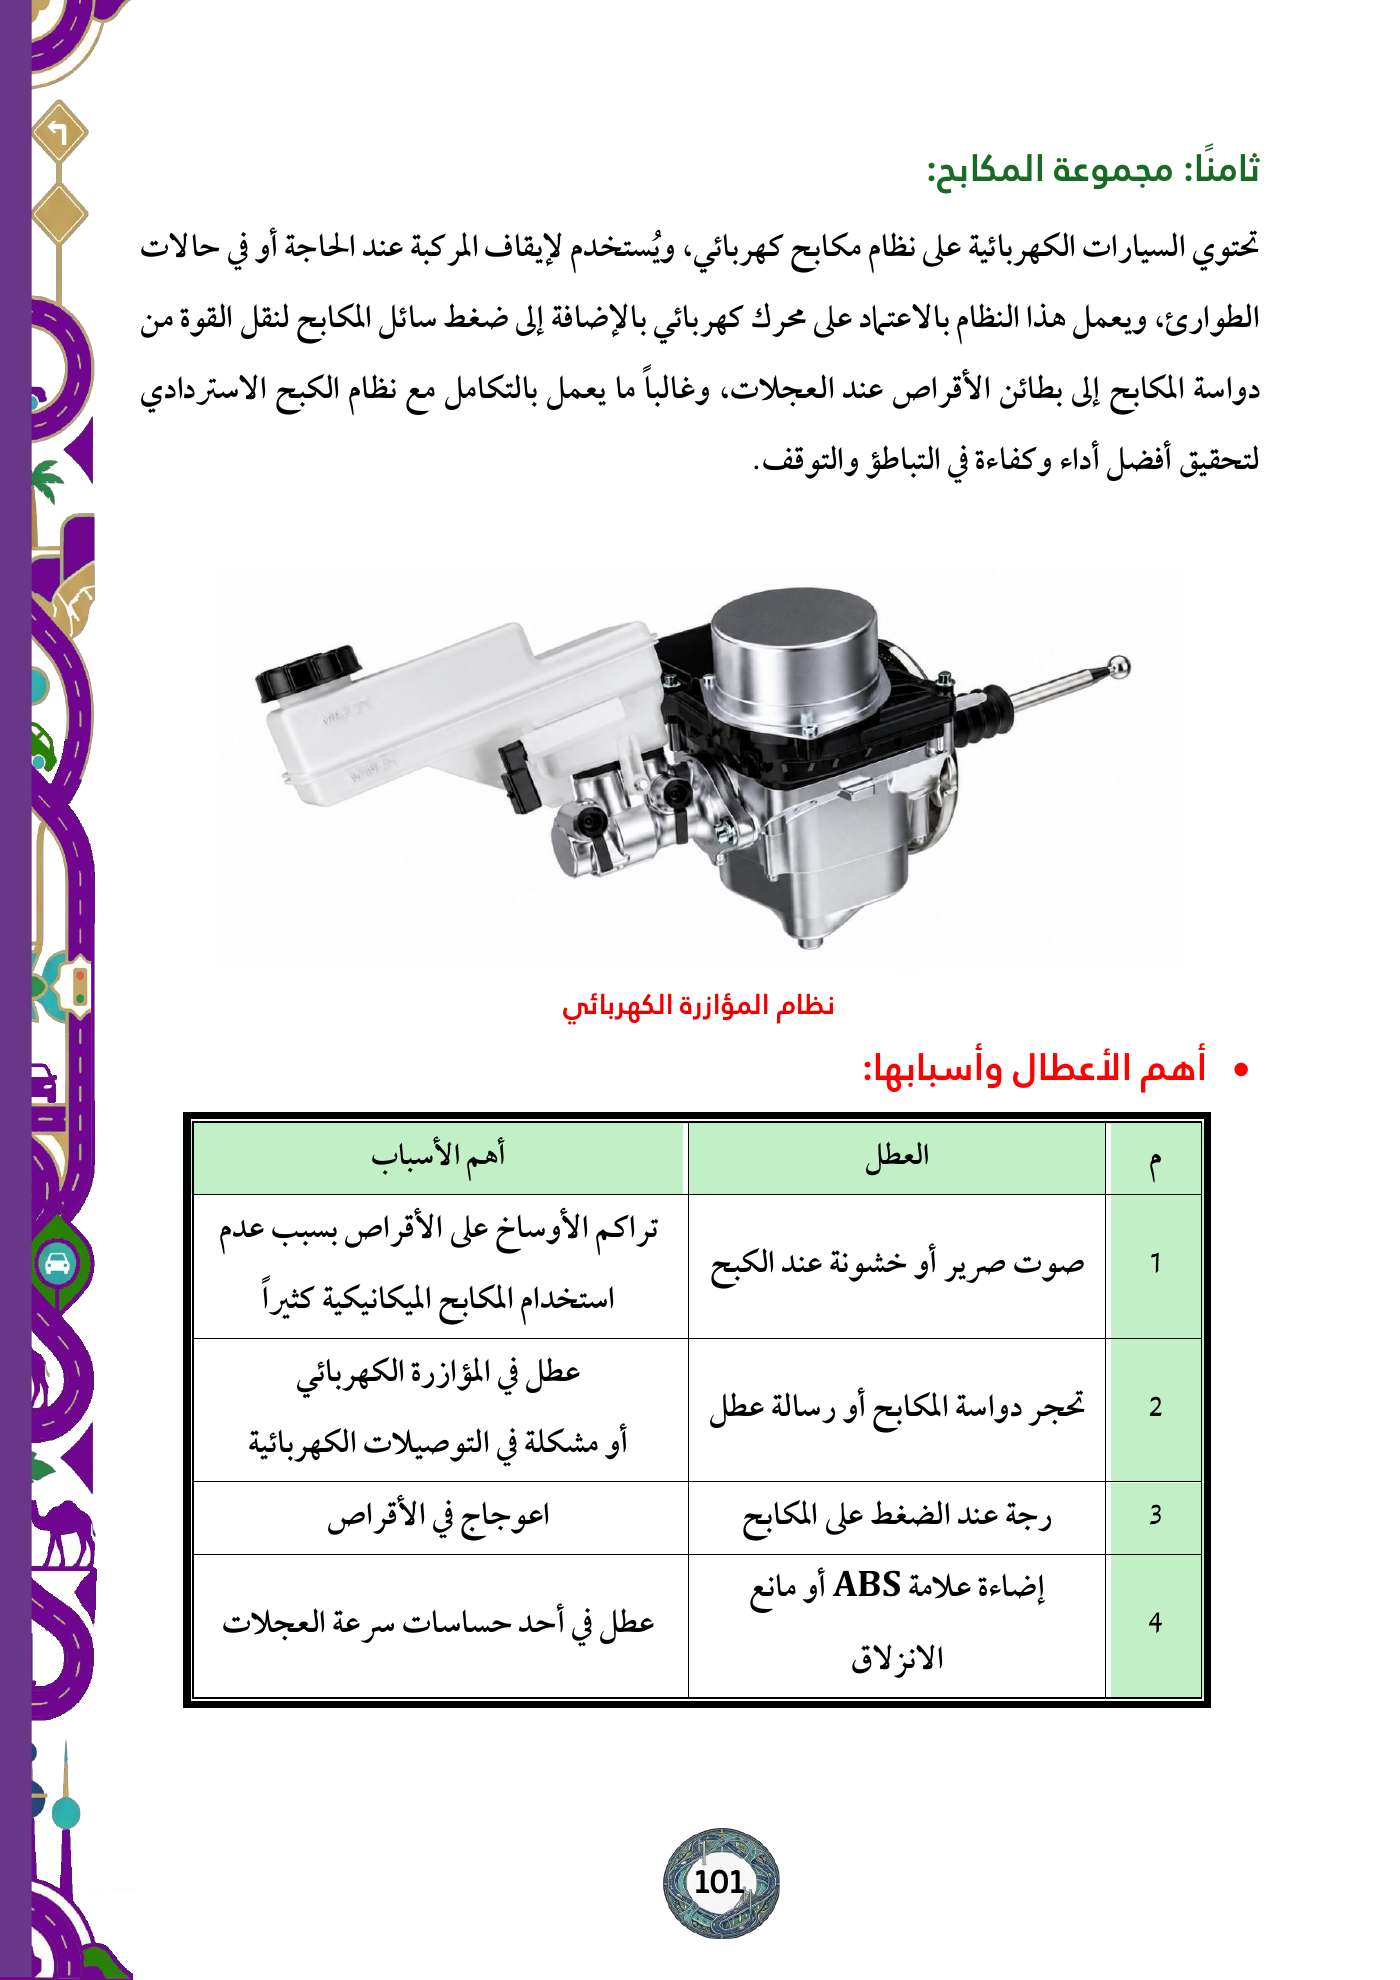 ثامنًا: مجموعة المكابح:
تحتوي السيارات الكهربائية على نظام مكابح كهربائي، ويُستخدم لإيقاف المركبة عند الحاجة أو في حالات
الطوارئ، ويعمل هذا النظام بالاعتماد على محرك كهربائي بالإضافة إلى ضغط سائل المكابح لنقل القوة من
دواسة المكابح إلى بطائن الأقراص عند العجلات، وغالباً ما يعمل بالتكامل مع نظام الكبح الاستردادي
لتحقيق أفضل أداء وكفاءة في التباطؤ والتوقف.
نظام المؤازرة الكهربائي
• أهم الأعطال وأسبابها:
م العطل أهم الأسباب
1 صوت صرير أو خشونة عند الكبح تراكم الأوساخ على الأقراص بسبب عدم
استخدام المكابح الميكانيكية كثيراً
2 تحجر دواسة المكابح أو رسالة عطل عطل في المؤازرة الكهربائي
أو مشكلة في التوصيلات الكهربائية
3 رجة عند الضغط على المكابح اعوجاج في الأقراص
4 إضاءة علامة ABS أو مانع
الانزلاق عطل في أحد حساسات سرعة العجلات
101